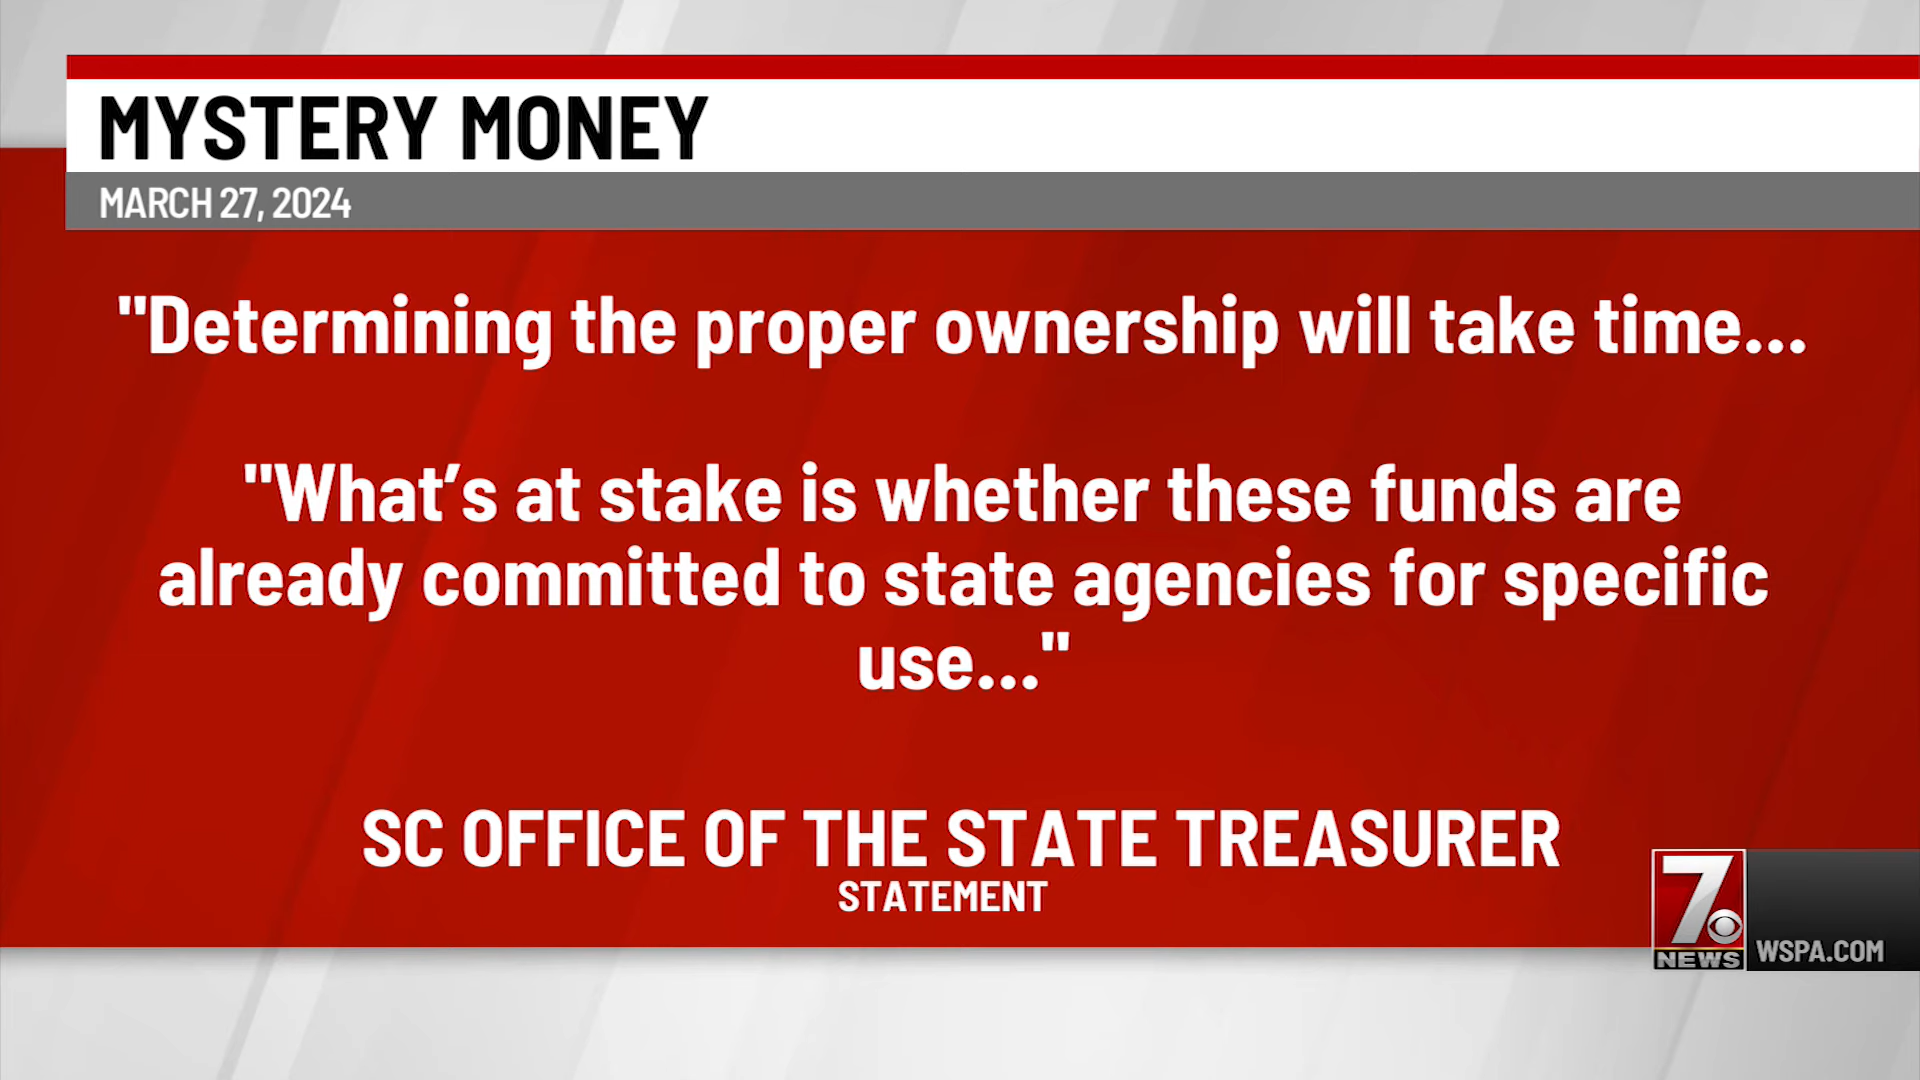 MYSTERY MONEY
MARCH 27, 2024
"Determining the proper ownership will take time...
"What's at stake is whether these funds are
already committed to state agencies for specific
use..."
SC OFFICE OF THE STATE TREASURER
STATEMENT
7
NEWS
WSPA.COM